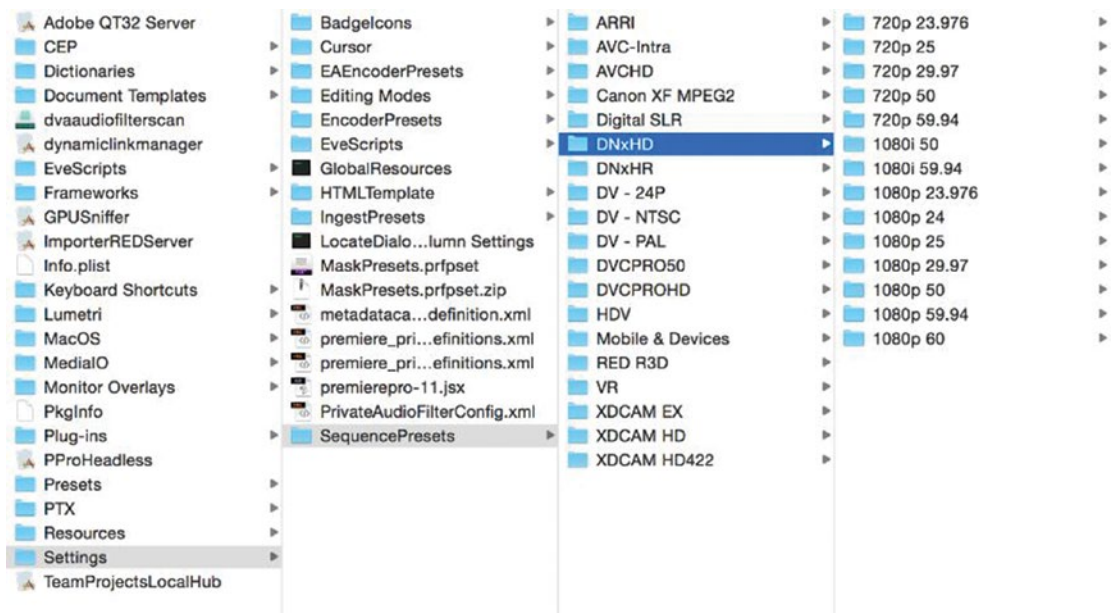 Adobe QT32 Server
CEP
Dictionaries
Document Templates
dvaaudiofilterscan
dynamiclinkmanager
EveScripts
Frameworks
GPUSniffer
ImporterREDServer
Info.plist
Keyboard Shortcuts
Lumetri
MacOS
MediaIO
Monitor Overlays
PkgInfo
Plug-ins
PProHeadless
Presets
PTX
Resources
Settings
TeamProjectsLocalHub
BadgeIcons
Cursor
EAEncoderPresets
Editing Modes
EncoderPresets
EveScripts
GlobalResources
HTMLTemplate
IngestPresets
LocateDialo...lumn Settings
MaskPresets.prfpset
MaskPresets.prfpset.zip
metadataca...definition.xml
premiere_pri...efinitions.xml
premiere_pri...efinitions.xml
premierepro-11.jsx
PrivateAudioFilterConfig.xml
SequencePresets
ARRI
AVC-Intra
AVCHD
Canon XF MPEG2
Digital SLR
DNxHD
DNxHR
DV - 24P
DV - NTSC
DV - PAL
DVCPRO50
DVCPROHD
HDV
Mobile & Devices
RED R3D
VR
XDCAM EX
XDCAM HD
XDCAM HD422
720p 23.976
720p 25
720p 29.97
720p 50
720p 59.94
1080i 50
1080i 59.94
1080p 23.976
1080p 24
1080p 25
1080p 29.97
1080p 50
1080p 59.94
1080p 60